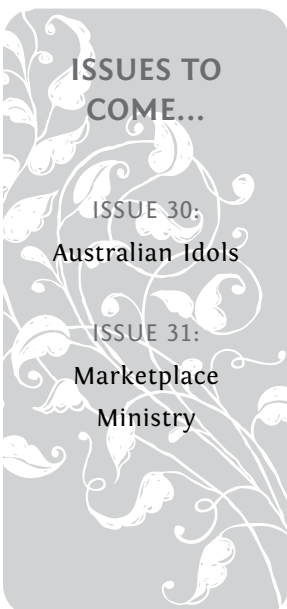 ISSUES TO
COME...
ISSUE 30:
Australian Idols
ISSUE 31:
Marketplace
Ministry